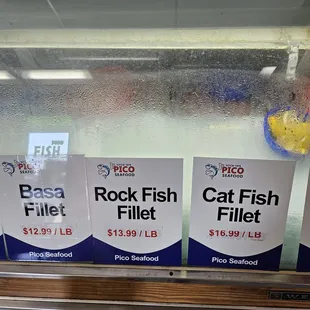 FISH
PICO
SEAFOOD
Basa
Fillet
$12.99 / LB
Pico Seafood
PICO
SEAFOOD
Rock Fish
Fillet
$13.99 / LB
Pico Seafood
PICO
SEAFOOD
Cat Fish
Fillet
$16.99 / LB
Pico Seafood